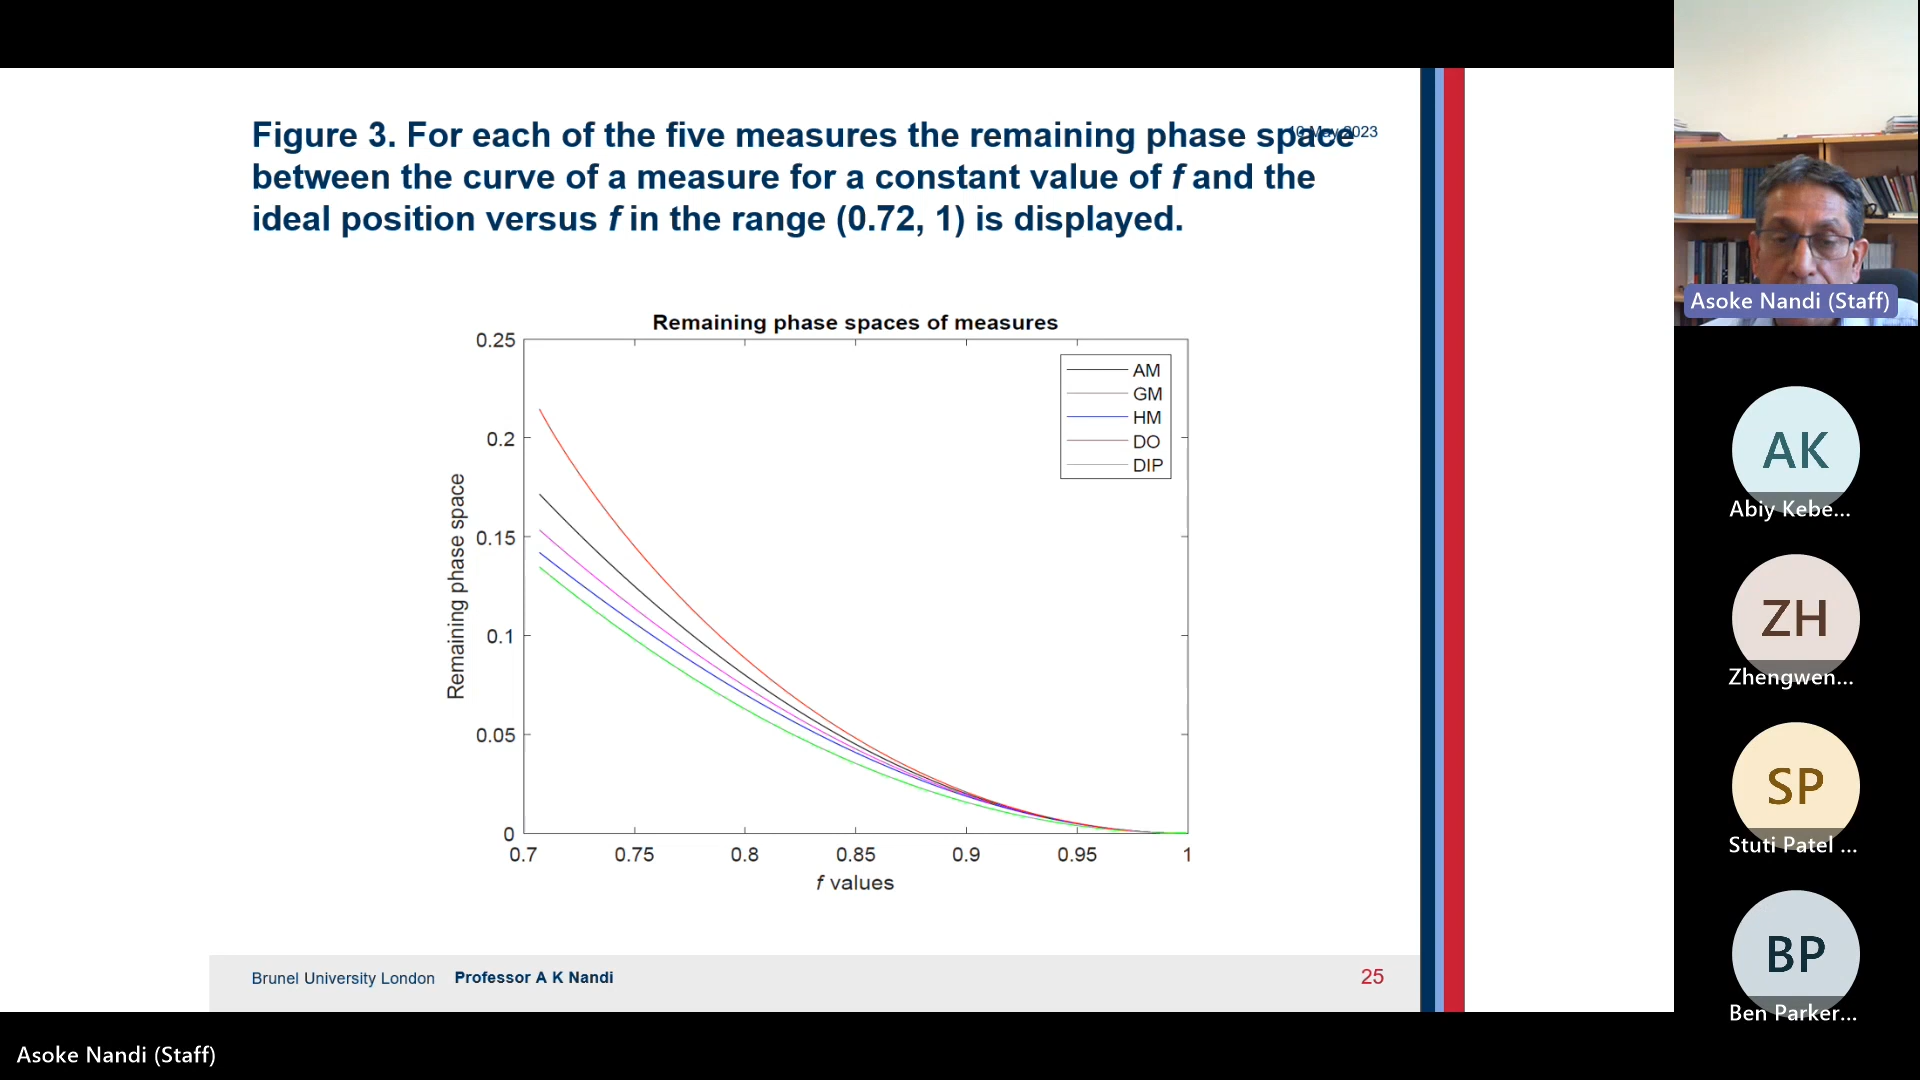 Figure 3. For each of the five measures the remaining phase space
10 May 2023
between the curve of a measure for a constant value of f and the
ideal position versus f in the range (0.72, 1) is displayed.
Remaining phase spaces of measures
0.25
0.2
0.15
0.1
0.05
0
Remaining phase space
AM
GM
HM
DO
DIP
0.7 0.75 0.8 0.85 0.9 0.95 1
f values
Brunel University London Professor A K Nandi 25
Asoke Nandi (Staff)
AK
Abiy Kebe...
ZH
Zhengwen...
SP
Stuti Patel ...
BP
Ben Parker...
Asoke Nandi (Staff)